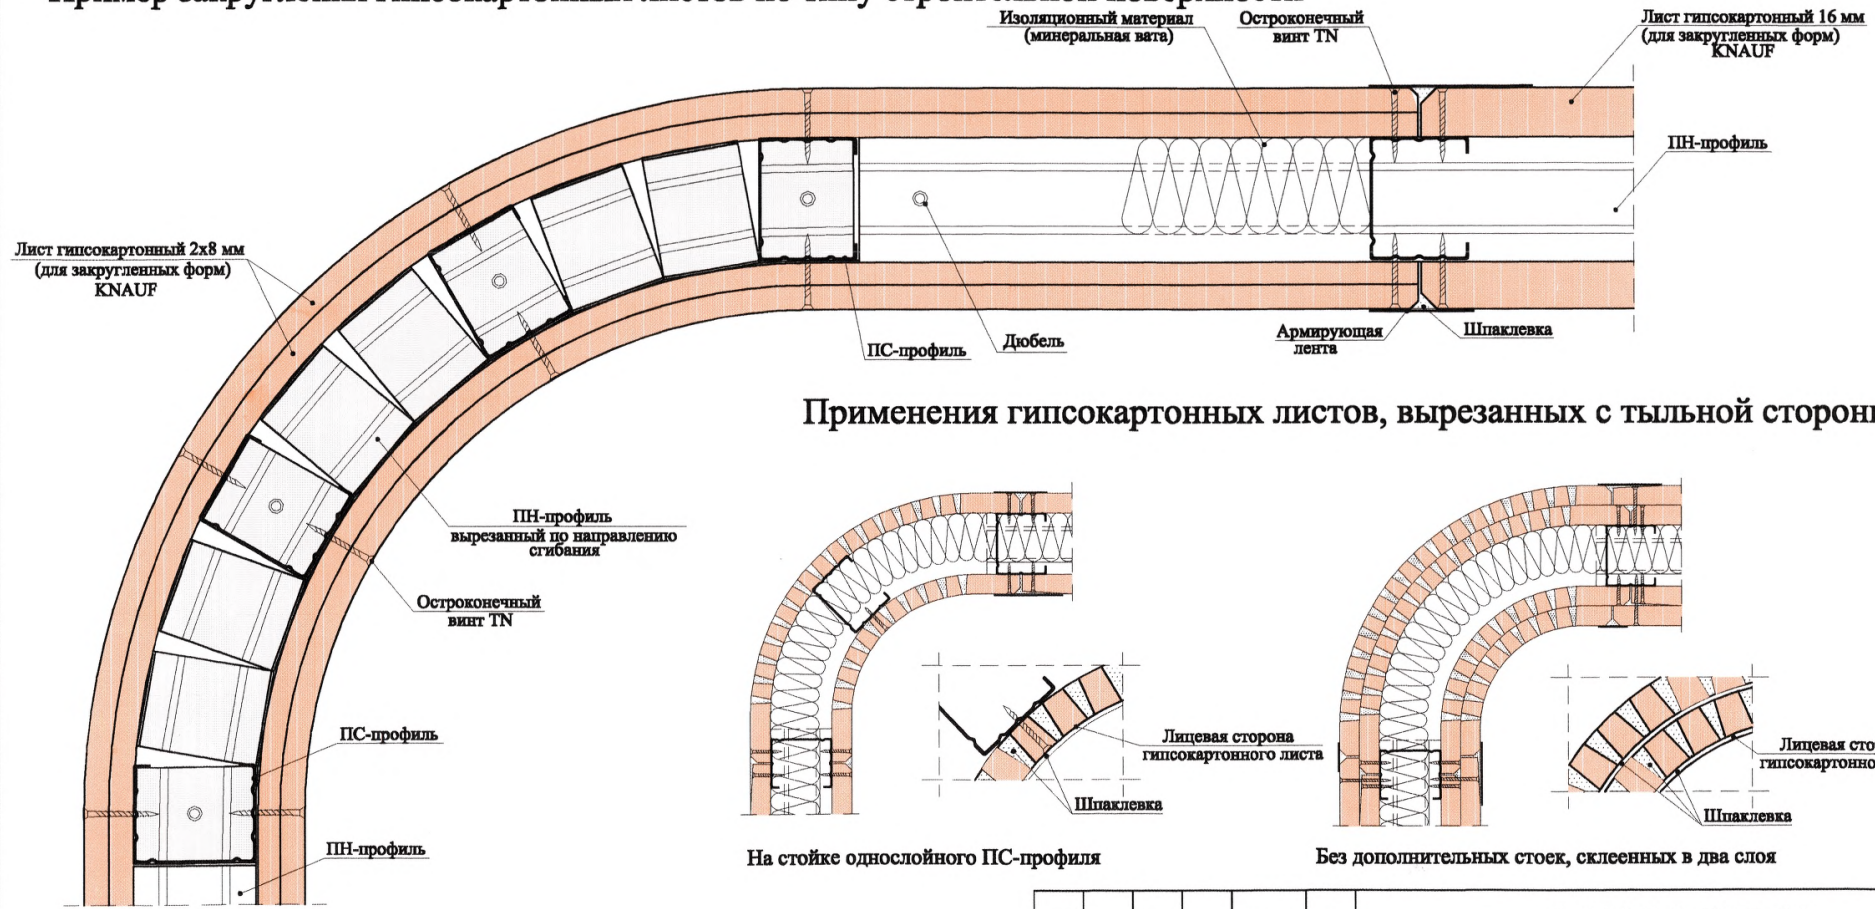 Изоляционный материал
(минеральная вата)
Остроконечный
винт TN
Лист гипсокартонный 16 мм
(для закругленных форм)
KNAUF
ПН-профиль
Лист гипсокартонный 2х8 мм
(для закругленных форм)
KNAUF
ПС-профиль
Дюбель
Армирующая
лента
Шпаклевка
Применения гипсокартонных листов, вырезанных с тыльной сторон
ПН-профиль
вырезанный по направлению
сгибания
Остроконечный
винт TN
ПС-профиль
ПН-профиль
Лицевая сторона
гипсокартонного листа
Шпаклевка
На стойке однослойного ПС-профиля
Лицевая сто
гипсокартонно
Шпаклевка
Без дополнительных стоек, склеенных в два слоя